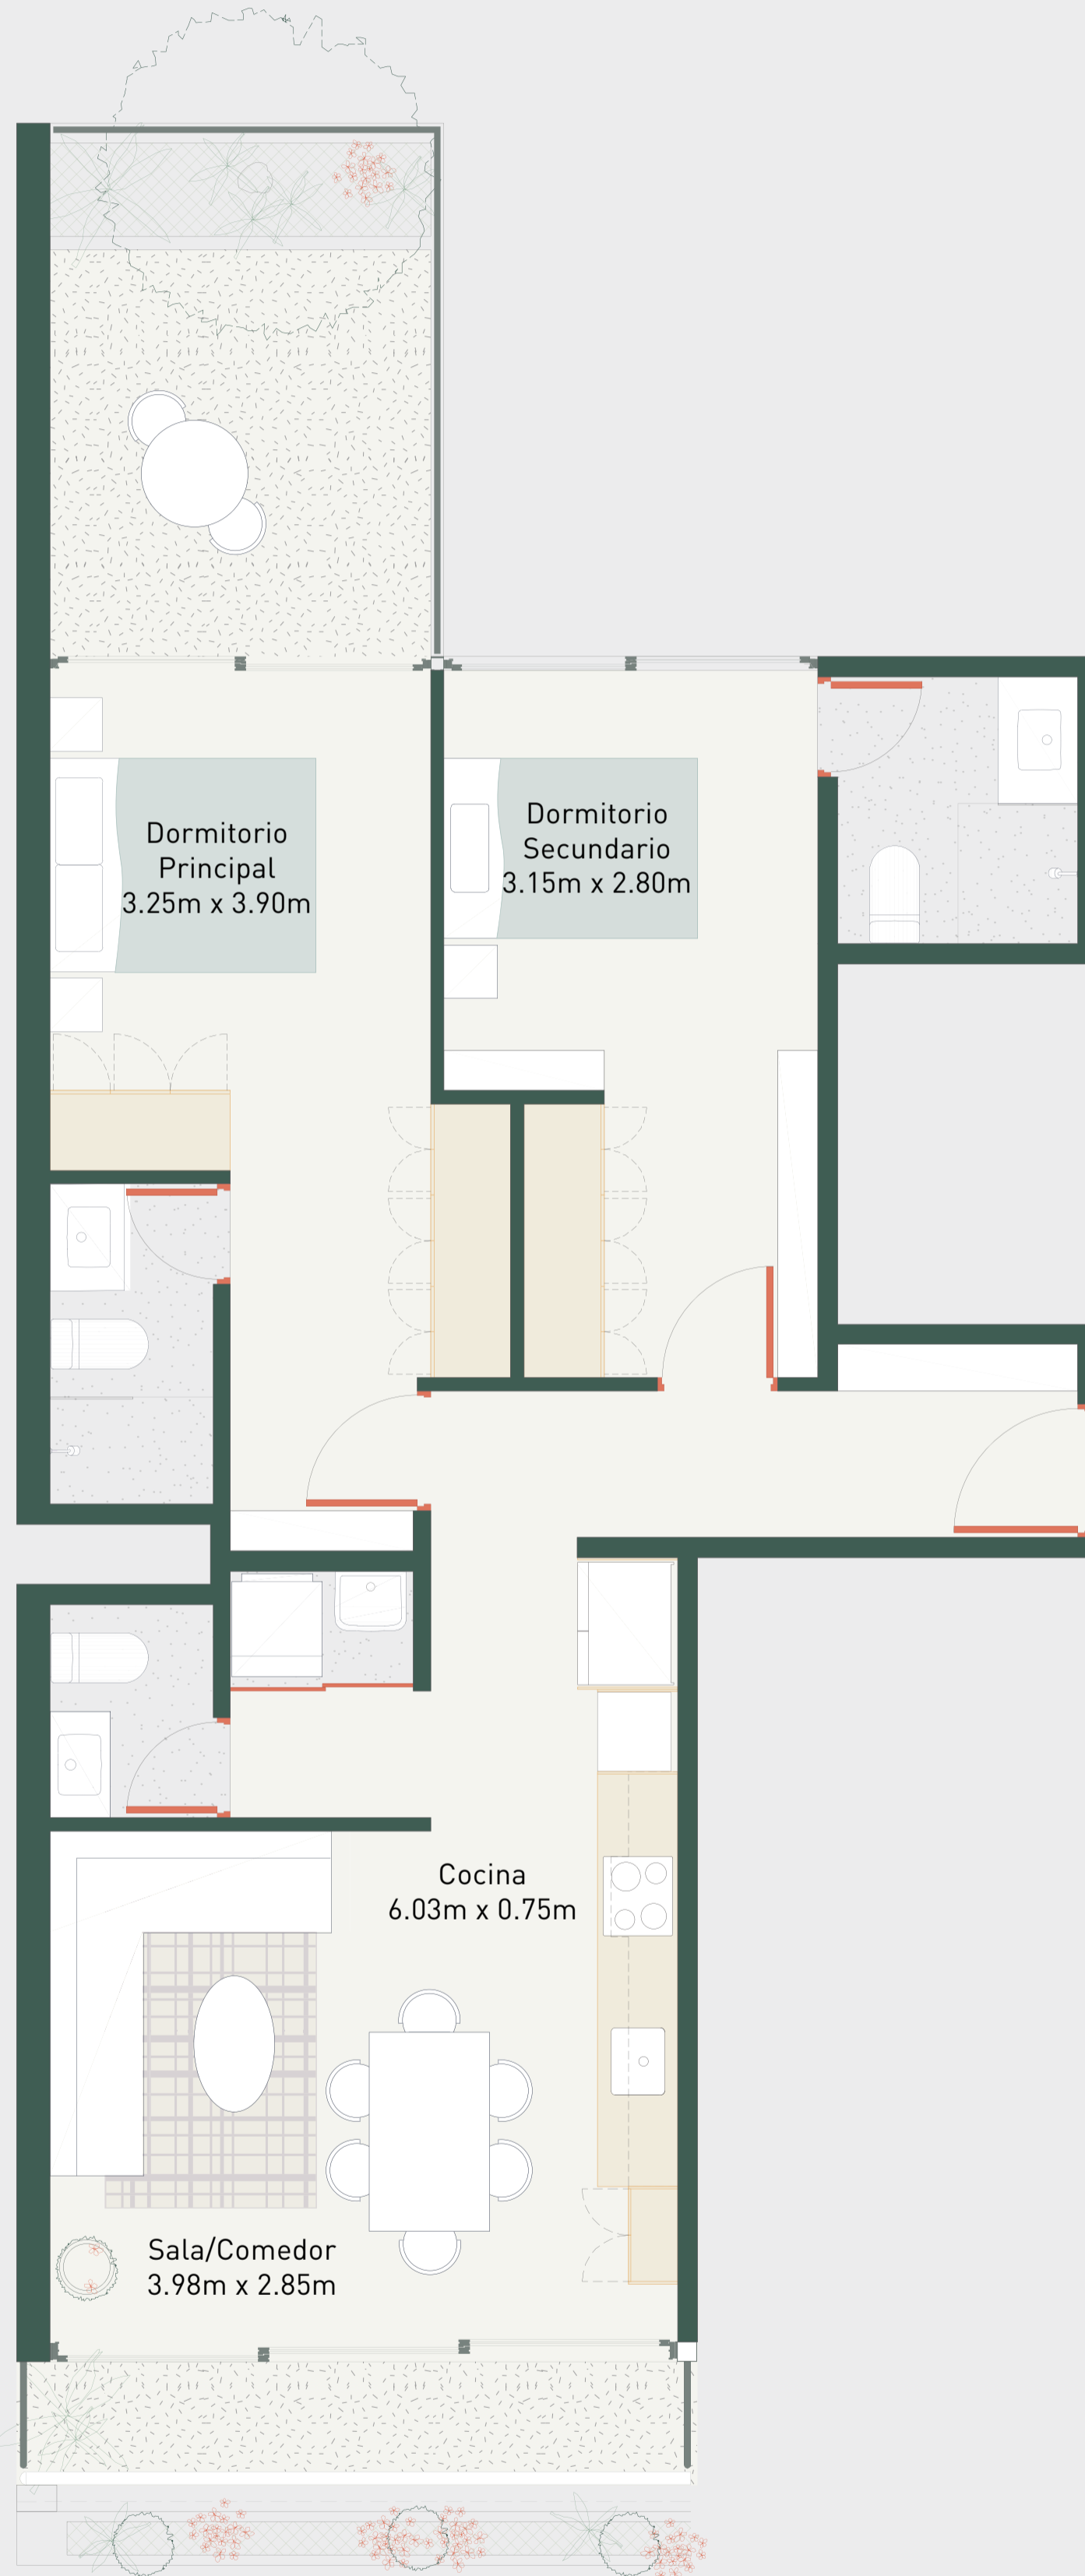 Dormitorio
Principal
3.25m x 3.90m
Dormitorio
Secundario
3.15m x 2.80m
Cocina
6.03m x 0.75m
Sala/Comedor
3.98m x 2.85m